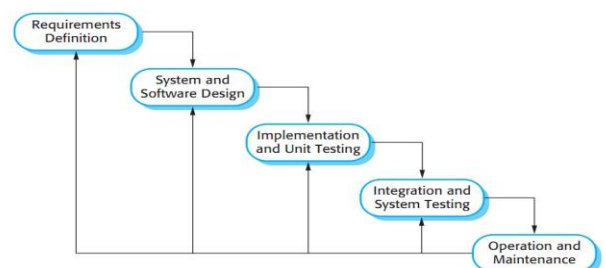 Requirements
Definition
System and
Software Design
Implementation
and Unit Testing
Integration and
System Testing
Operation and
Maintenance